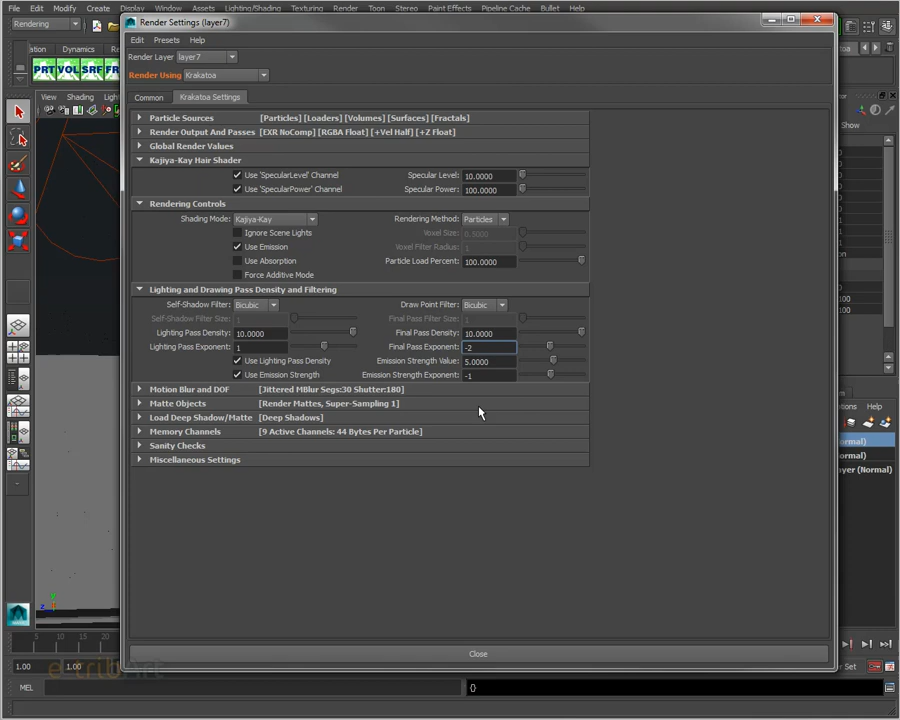 File Edit Modify Create Assets Lighting/Shading Texturing Render Toon Stereo Paint Effects Pipeline Cache Bullet Help
Render Settings (layer7)
Rendering
Edit Presets Help
Render Layer layer7
Render Using Krakatoa
Dynamics
PRT VOL SRF FRT
Common Krakatoa Settings
View Shading
Show
Particle Sources [Particles] [Loaders] [Volumes] [Surfaces] [Fractals]
Render Output And Passes [EXR NoComp] [RGBA Float] [+Vel Half] [+Z Float]
Global Render Values
Kajiya-Kay Hair Shader
Use 'SpecularLevel' Channel Specular Level: 10.0000
Use 'SpecularPower' Channel Specular Power: 100.0000
Rendering Controls
Shading Mode: Kajiya-Kay Rendering Method: Particles
Ignore Scene Lights Voxel Size: 0.5000
Use Emission Voxel Filter Radius: 1
Use Absorption Particle Load Percent: 100.0000
Force Additive Mode
Lighting and Drawing Pass Density and Filtering
Self-Shadow Filter: Bicubic Draw Point Filter: Bicubic
Self-Shadow Filter Size: 1 Final Pass Filter Size: 1
Lighting Pass Density: 10.0000 Final Pass Density: 10.0000
Lighting Pass Exponent: 1 Final Pass Exponent: -2
Use Lighting Pass Density Emission Strength Value: 5.0000
Use Emission Strength Emission Strength Exponent: -1
Motion Blur and DOF [Jittered MBlur Segs:30 Shutter:180]
Matte Objects [Render Mattes, Super-Sampling 1]
Load Deep Shadow/Matte [Deep Shadows]
Memory Channels [9 Active Channels: 44 Bytes Per Particle]
Sanity Checks
Miscellaneous Settings
Help
Close
5 10 15 20
1.00 1.00
e-tribart
MEL {}